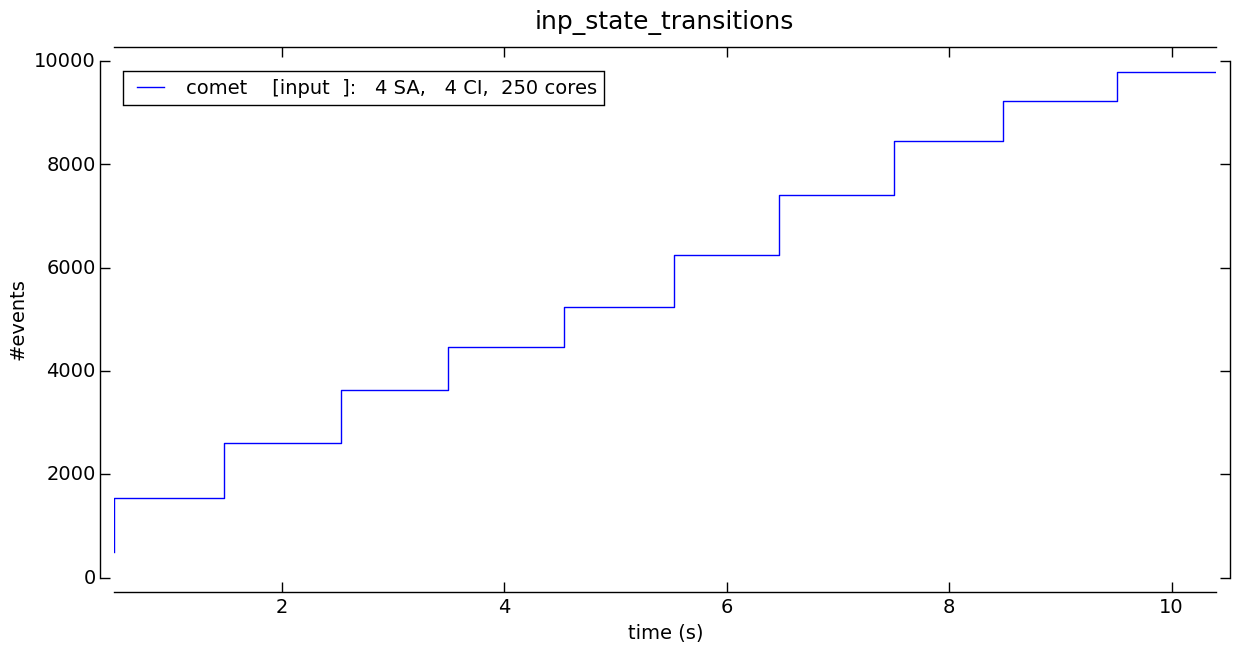 inp_state_transitions
10000
comet    [input  ]:   4 SA,   4 CI,  250 cores
8000
6000
#events
4000
2000
0
2 4 6 8 10
time (s)